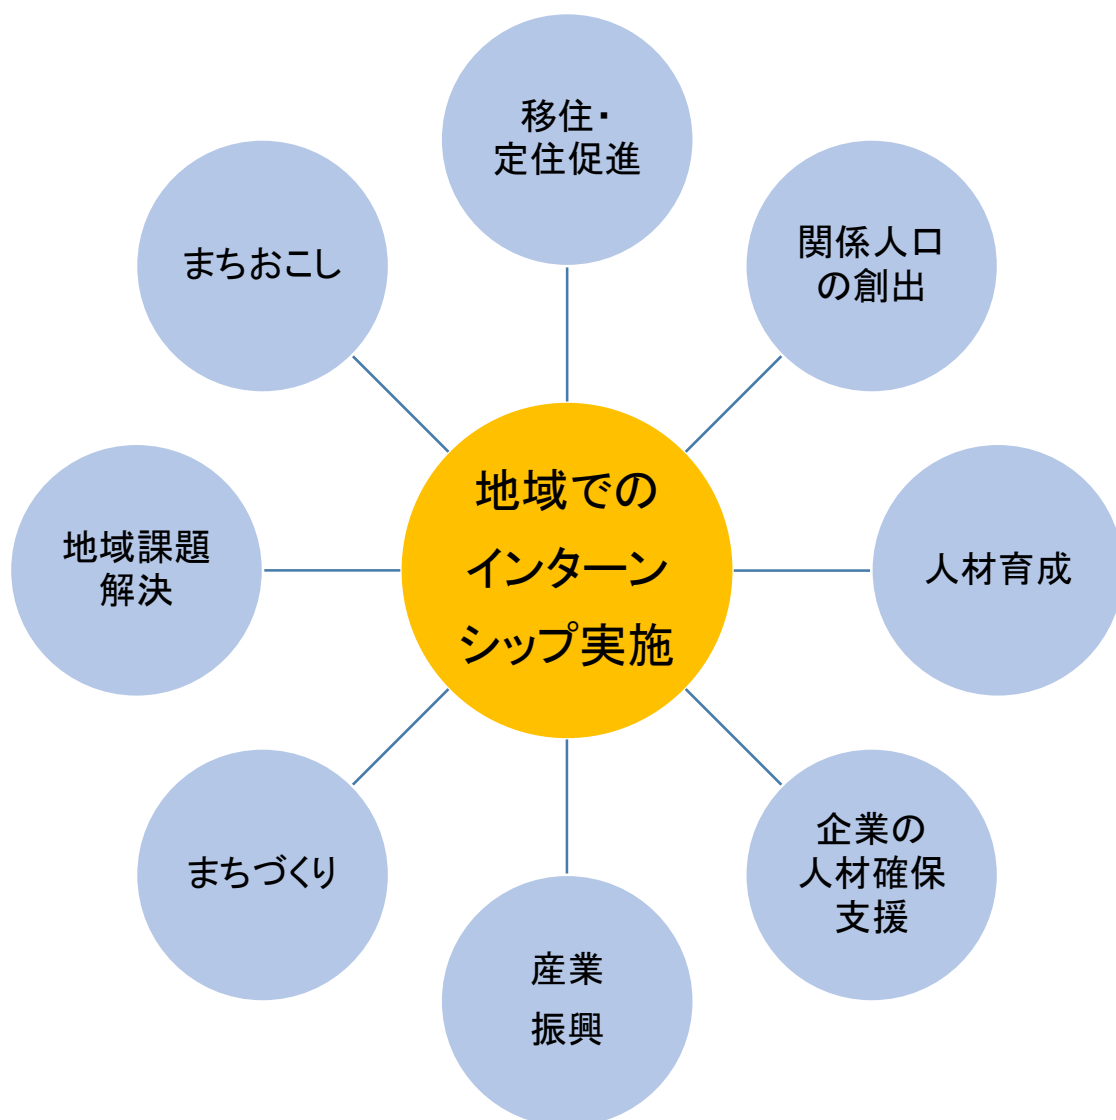 移住・
定住促進
関係人口
の創出
人材育成
企業の
人材確保
支援
産業
振興
まちづくり
地域課題
解決
まちおこし
地域での
インターン
シップ実施